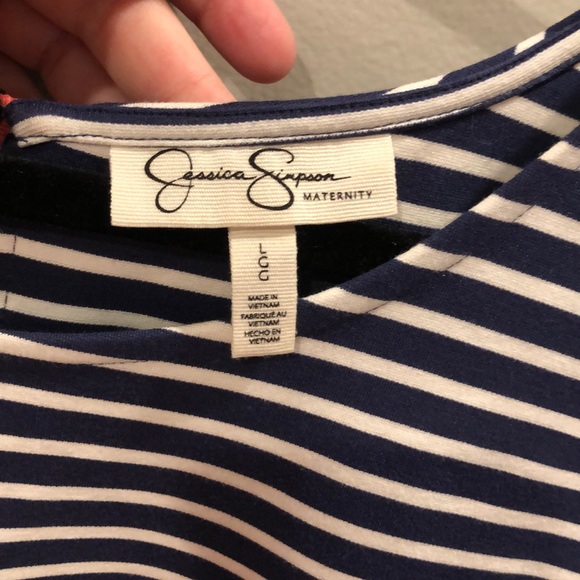 Jessica Simpson
MATERNITY
L
G
G
MADE IN
VIETNAM
FABRIQUÉ AU
VIETNAM
HECHO EN
VIETNAM